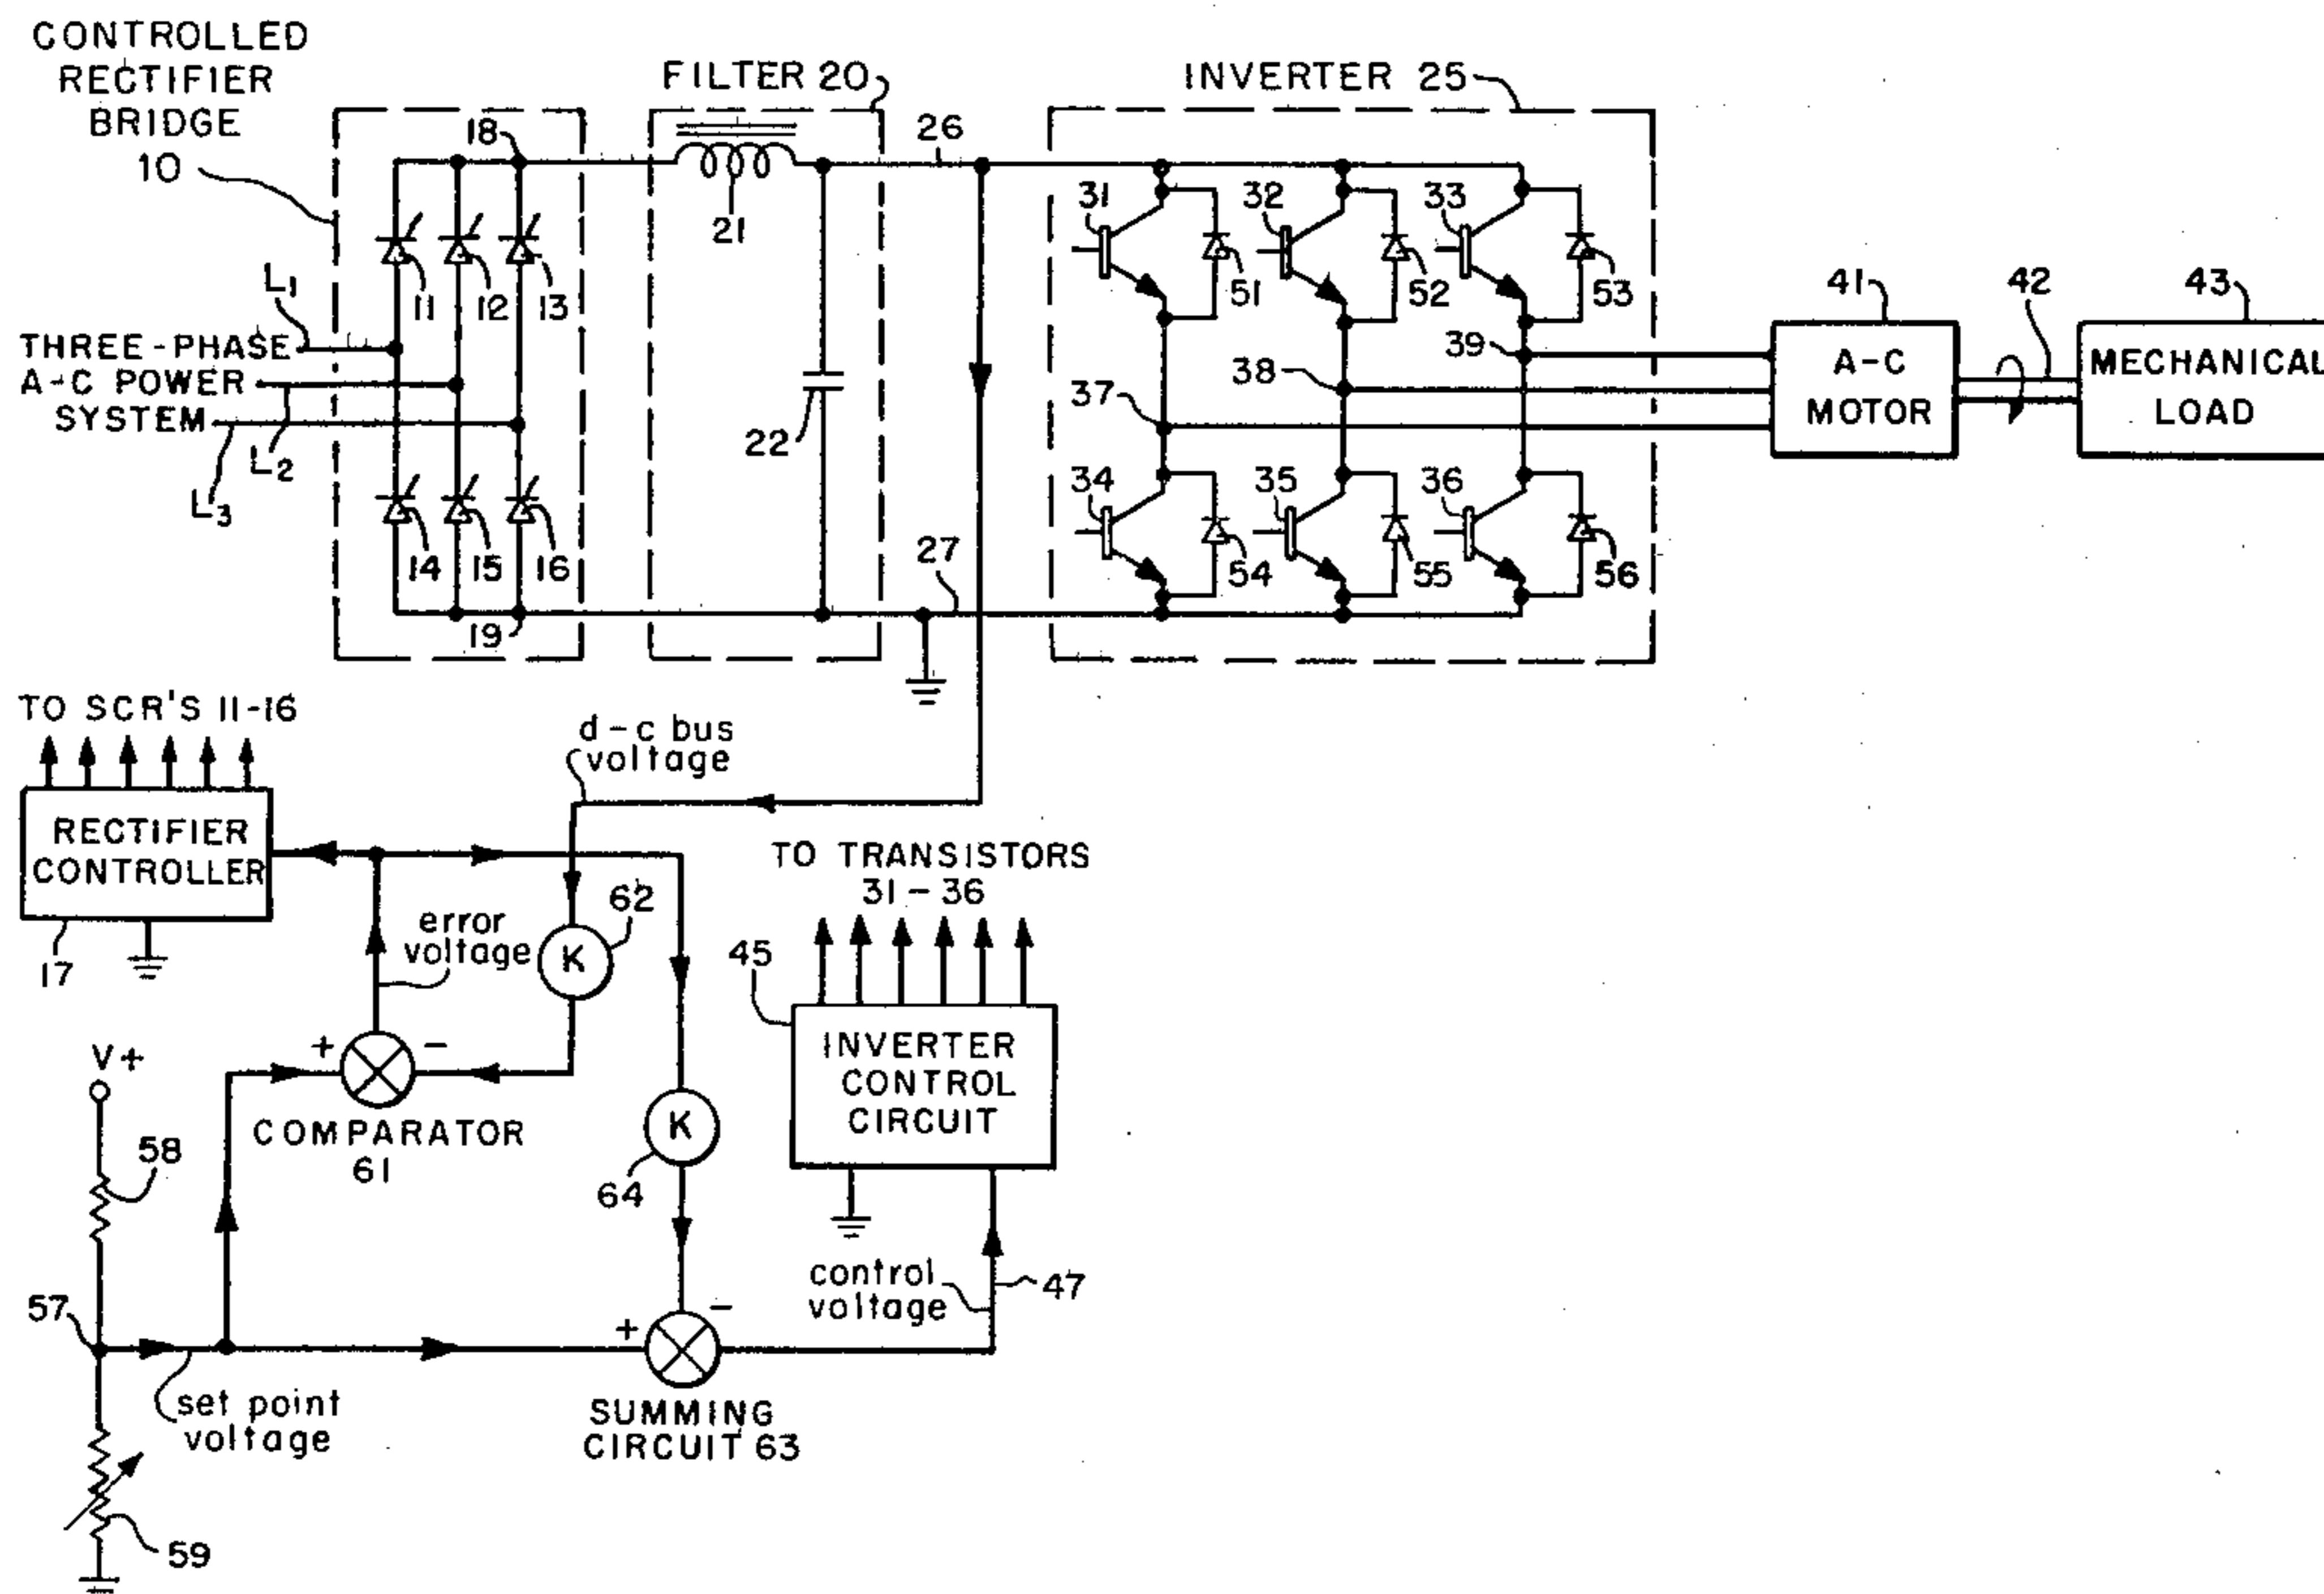 CONTROLLED
RECTIFIER
BRIDGE
10
FILTER 20
INVERTER 25
18
26
21
31
32
33
11
12
13
51
52
53
L1
THREE-PHASE
A-C POWER
SYSTEM
L2
L3
22
37
38
39
41
42
43
A-C
MOTOR
MECHANICAL
LOAD
34
35
36
14
15
16
54
55
56
19
27
TO SCR'S 11-16
d-c bus
voltage
RECTIFIER
CONTROLLER
17
error
voltage
62
K
TO TRANSISTORS
31-36
45
INVERTER
CONTROL
CIRCUIT
V+
+
-
COMPARATOR
61
58
K
64
control
voltage
47
57
+
-
set point
voltage
SUMMING
CIRCUIT 63
59